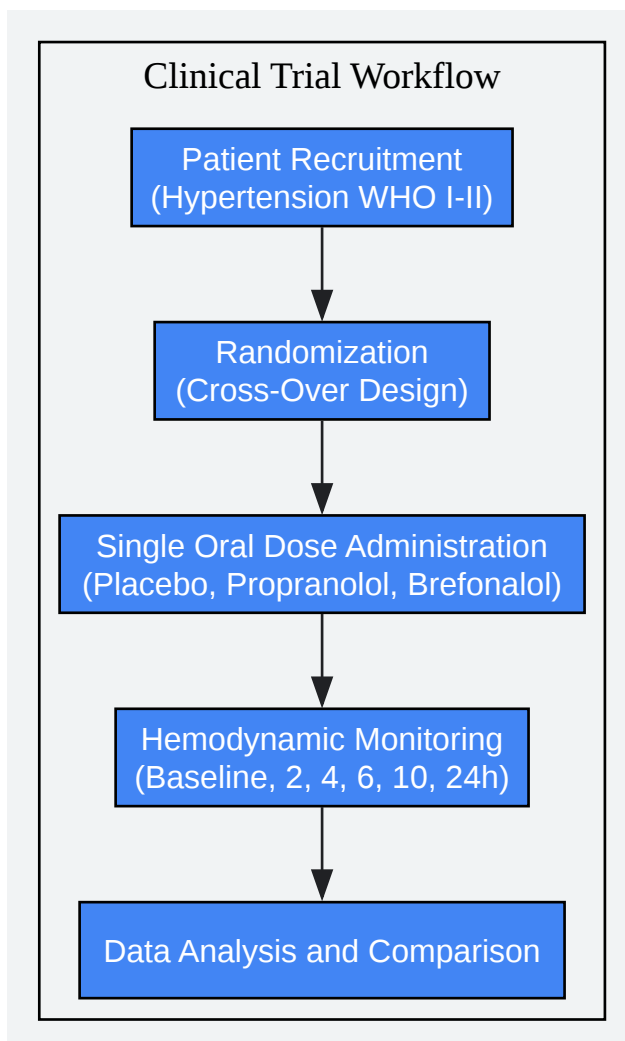 Clinical Trial Workflow
Patient Recruitment
(Hypertension WHO I-II)
Randomization
(Cross-Over Design)
Single Oral Dose Administration
(Placebo, Propranolol, Brefonalol)
Hemodynamic Monitoring
(Baseline, 2, 4, 6, 10, 24h)
Data Analysis and Comparison